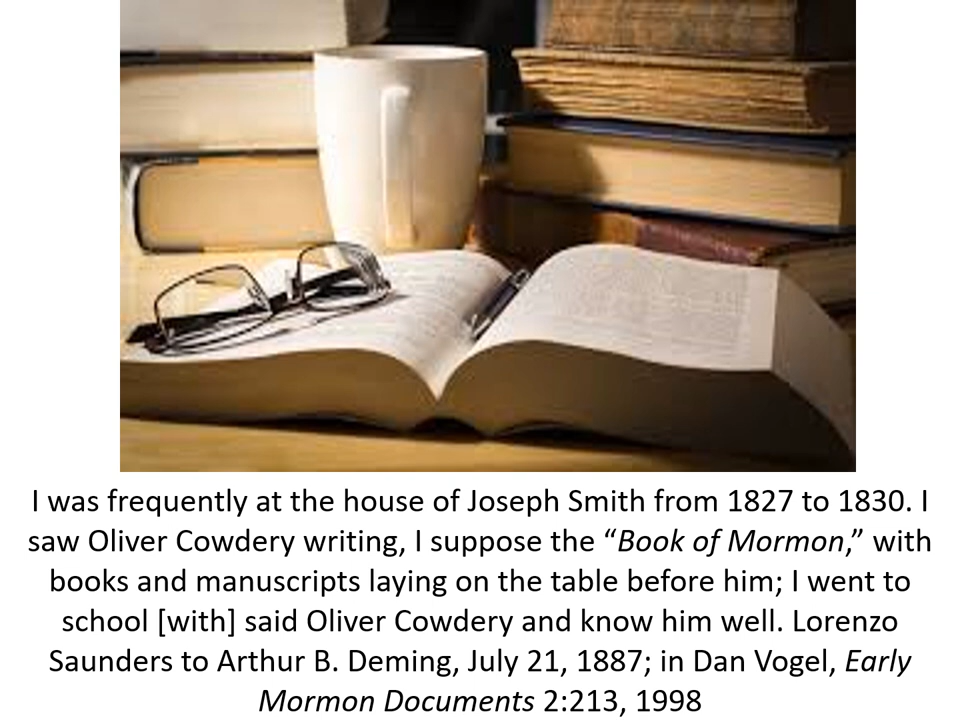 I was frequently at the house of Joseph Smith from 1827 to 1830. I
saw Oliver Cowdery writing, I suppose the “Book of Mormon,” with
books and manuscripts laying on the table before him; I went to
school [with] said Oliver Cowdery and know him well. Lorenzo
Saunders to Arthur B. Deming, July 21, 1887; in Dan Vogel, Early
Mormon Documents 2:213, 1998